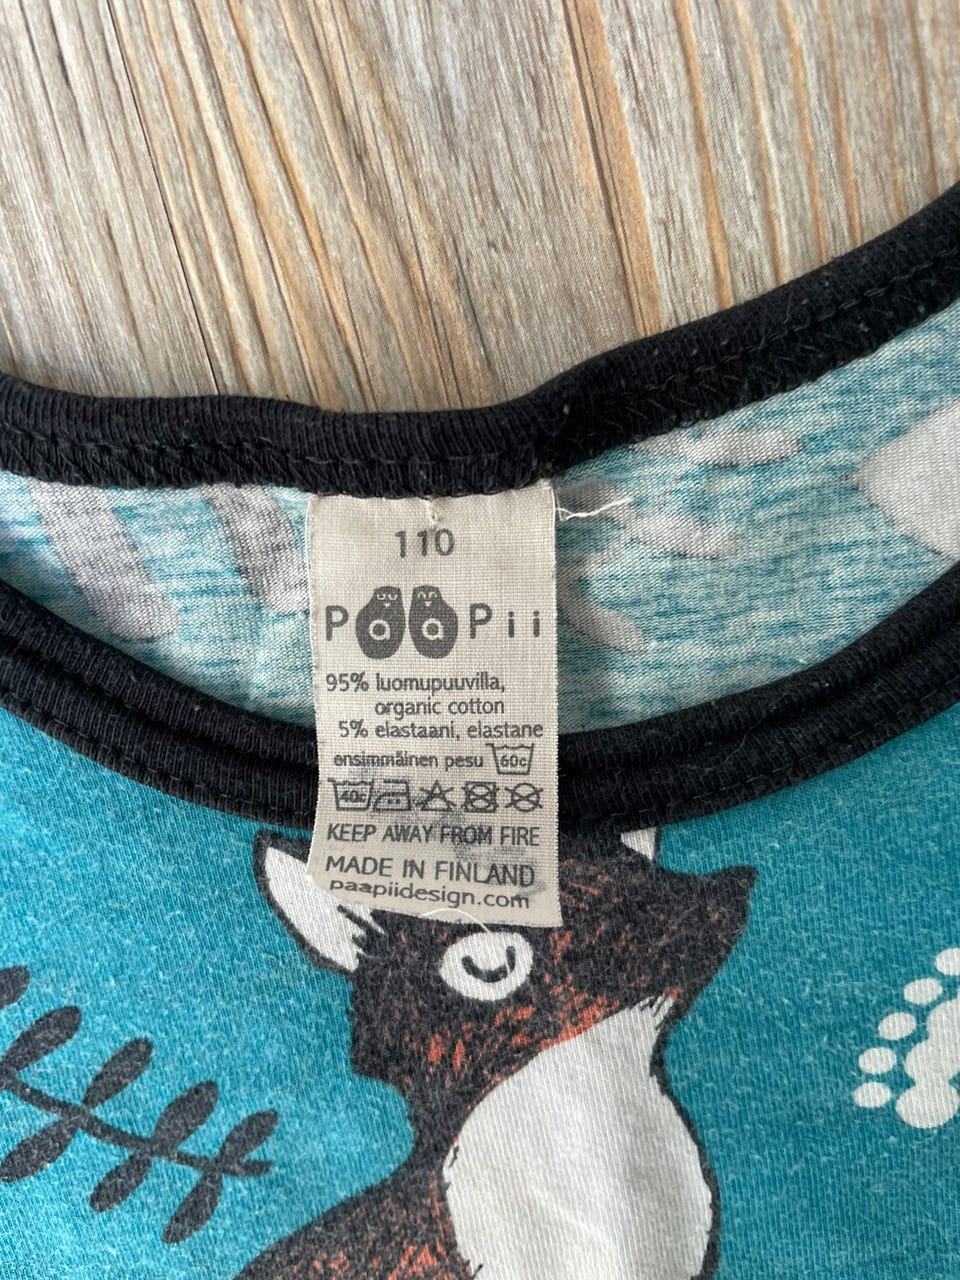 110
PaaPii
95% luomupuuvilla,
organic cotton
5% elastaani, elastane
ensimmäinen pesu 60c
40c
KEEP AWAY FROM FIRE
MADE IN FINLAND
paapiidesign.com